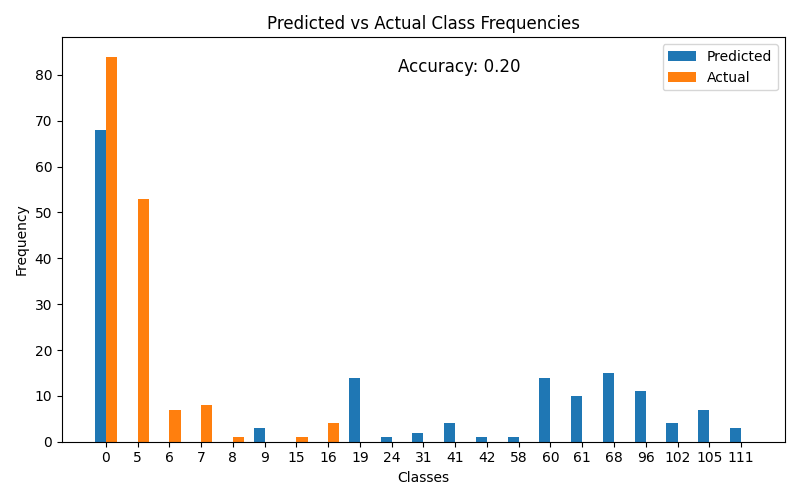 Predicted vs Actual Class Frequencies
Accuracy: 0.20
Predicted
Actual
Frequency
80
70
60
50
40
30
20
10
0
0 5 6 7 8 9 15 16 19 24 31 41 42 58 60 61 68 96 102 105 111
Classes